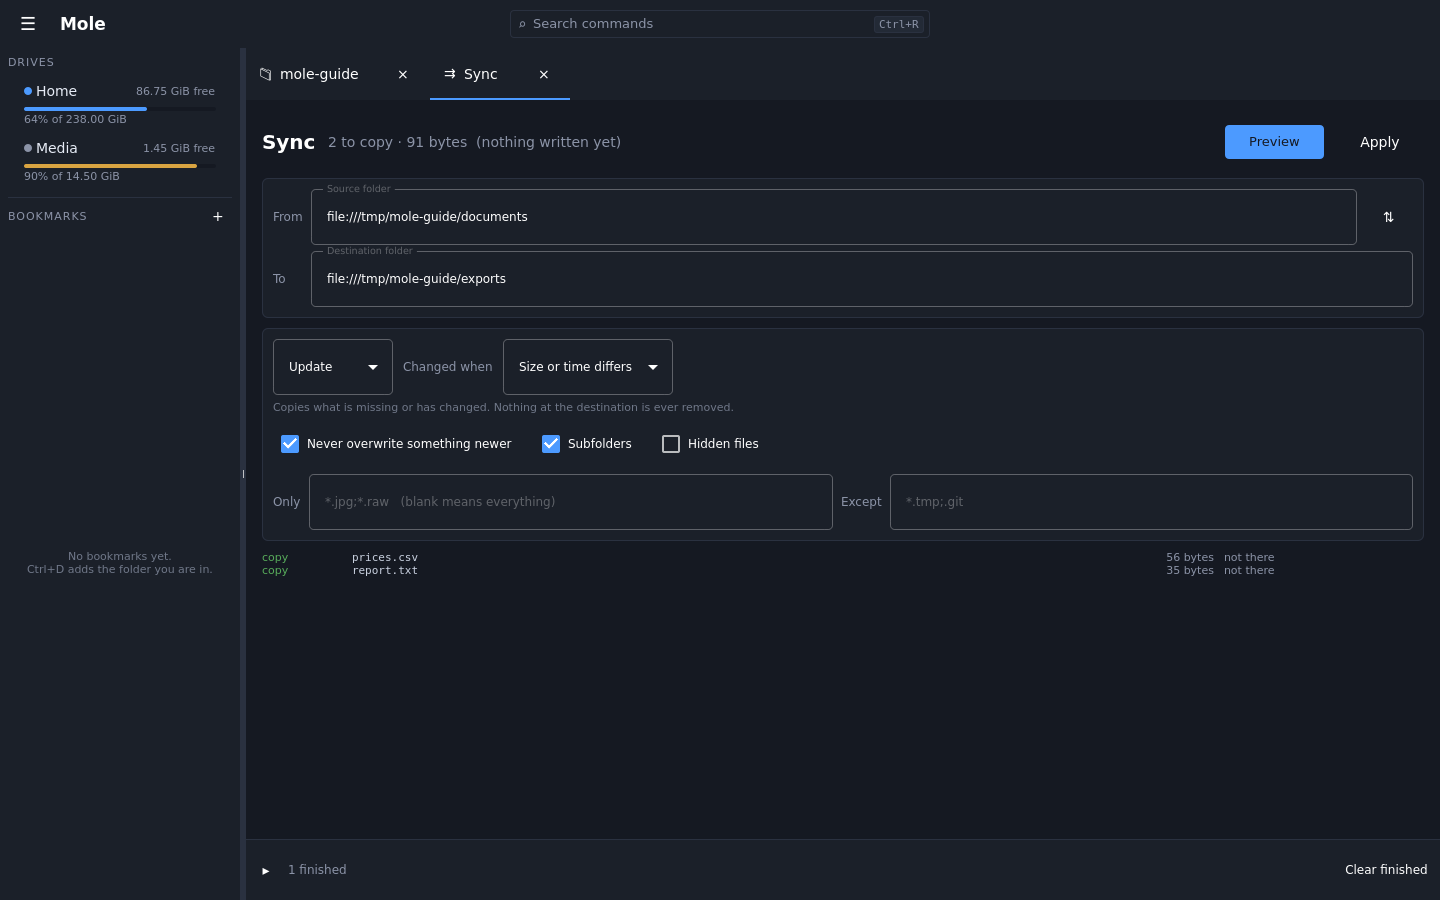 ☰ Mole
⌕ Search commands Ctrl+R
DRIVES
Home 86.75 GiB free
64% of 238.00 GiB
Media 1.45 GiB free
90% of 14.50 GiB
BOOKMARKS +
No bookmarks yet.
Ctrl+D adds the folder you are in.
mole-guide ×
⇉ Sync ×
Sync 2 to copy · 91 bytes (nothing written yet)
Preview Apply
Source folder
From file:///tmp/mole-guide/documents ⇅
Destination folder
To file:///tmp/mole-guide/exports
Update Changed when Size or time differs
Copies what is missing or has changed. Nothing at the destination is ever removed.
Never overwrite something newer Subfolders Hidden files
Only *.jpg;*.raw (blank means everything) Except *.tmp;.git
copy prices.csv 56 bytes not there
copy report.txt 35 bytes not there
▸ 1 finished Clear finished